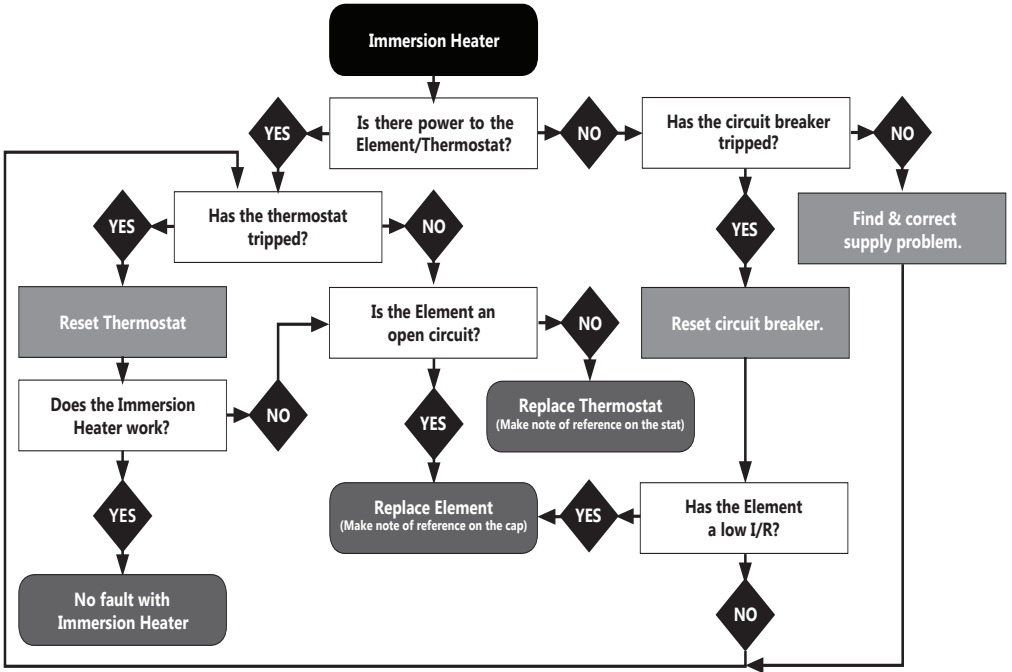 Immersion Heater
Is there power to the
Element/Thermostat?
YES
NO
Has the circuit breaker
tripped?
NO
YES
Find & correct
supply problem.
Has the thermostat
tripped?
YES
NO
Reset Thermostat
Is the Element an
open circuit?
NO
Reset circuit breaker.
Does the Immersion
Heater work?
NO
YES
Replace Thermostat
(Make note of reference on the stat)
YES
Replace Element
(Make note of reference on the cap)
YES
Has the Element
a low I/R?
No fault with
Immersion Heater
NO